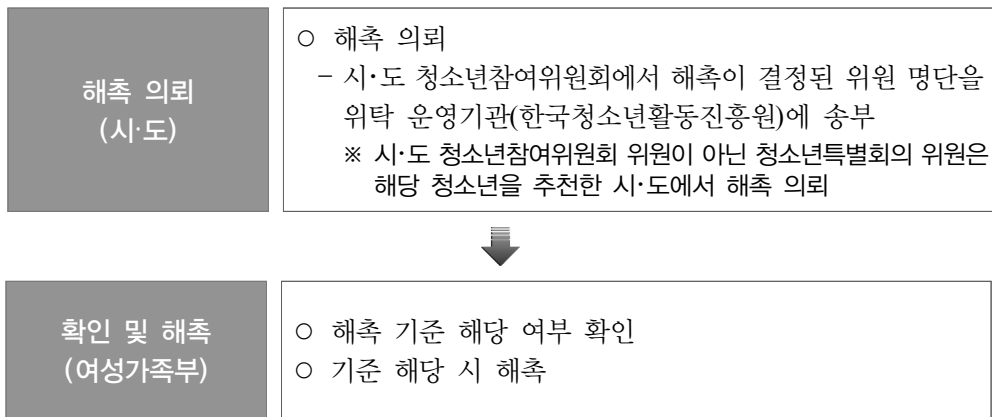 해촉 의뢰
(시·도)
○ 해촉 의뢰
- 시·도 청소년참여위원회에서 해촉이 결정된 위원 명단을
위탁 운영기관(한국청소년활동진흥원)에 송부
※ 시·도 청소년참여위원회 위원이 아닌 청소년특별회의 위원은
해당 청소년을 추천한 시·도에서 해촉 의뢰
확인 및 해촉
(여성가족부)
○ 해촉 기준 해당 여부 확인
○ 기준 해당 시 해촉